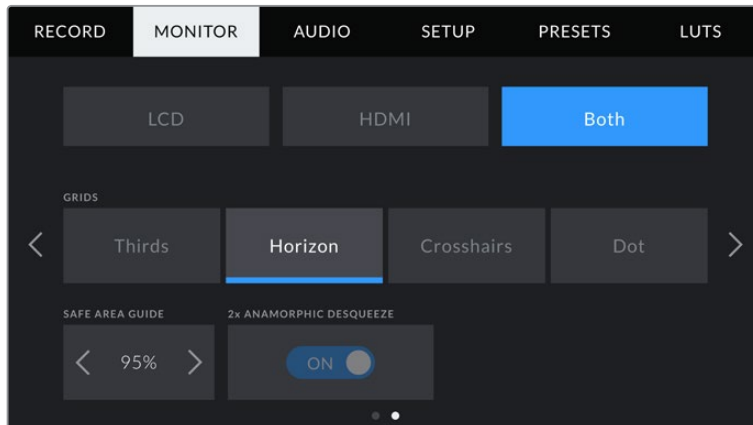 RECORD MONITOR AUDIO SETUP PRESETS LUTS
LCD HDMI Both
GRIDS
Thirds Horizon Crosshairs Dot
SAFE AREA GUIDE 2x ANAMORPHIC DESQUEEZE
95% ON